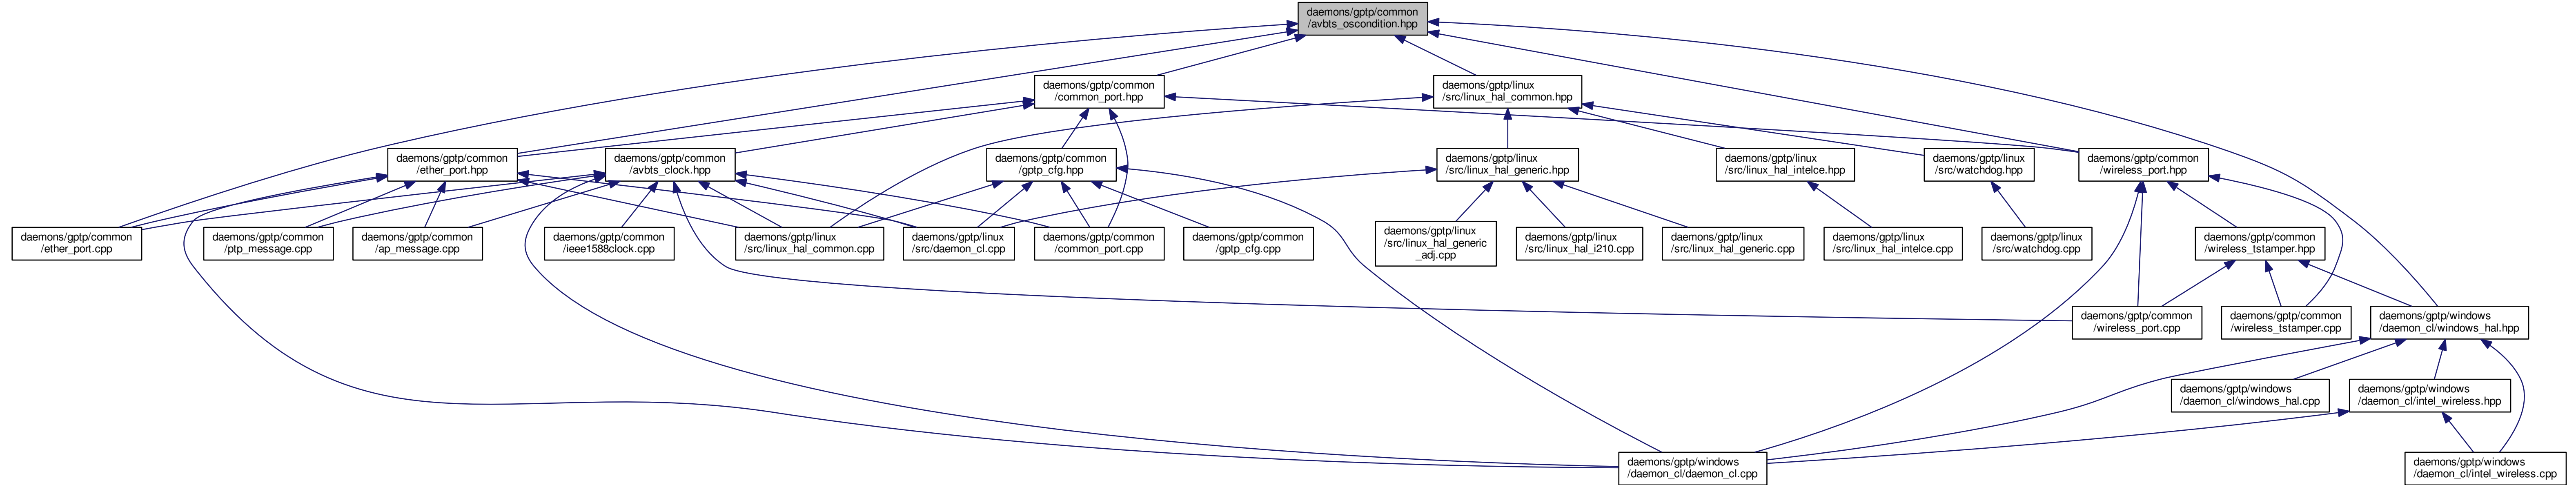 daemons/gptp/common
/avbts_oscondition.hpp
daemons/gptp/common
/common_port.hpp
daemons/gptp/linux
/src/linux_hal_common.hpp
daemons/gptp/common
/ether_port.hpp
daemons/gptp/common
/avbts_clock.hpp
daemons/gptp/common
/gptp_cfg.hpp
daemons/gptp/linux
/src/linux_hal_generic.hpp
daemons/gptp/linux
/src/linux_hal_intelce.hpp
daemons/gptp/linux
/src/watchdog.hpp
daemons/gptp/common
/wireless_port.hpp
daemons/gptp/common
/ether_port.cpp
daemons/gptp/common
/ptp_message.cpp
daemons/gptp/common
/ap_message.cpp
daemons/gptp/common
/ieee1588clock.cpp
daemons/gptp/linux
/src/linux_hal_common.cpp
daemons/gptp/linux
/src/daemon_cl.cpp
daemons/gptp/common
/common_port.cpp
daemons/gptp/common
/gptp_cfg.cpp
daemons/gptp/linux
/src/linux_hal_generic
_adj.cpp
daemons/gptp/linux
/src/linux_hal_i210.cpp
daemons/gptp/linux
/src/linux_hal_generic.cpp
daemons/gptp/linux
/src/linux_hal_intelce.cpp
daemons/gptp/linux
/src/watchdog.cpp
daemons/gptp/common
/wireless_tstamper.hpp
daemons/gptp/common
/wireless_port.cpp
daemons/gptp/common
/wireless_tstamper.cpp
daemons/gptp/windows
/daemon_cl/windows_hal.hpp
daemons/gptp/windows
/daemon_cl/windows_hal.cpp
daemons/gptp/windows
/daemon_cl/intel_wireless.hpp
daemons/gptp/windows
/daemon_cl/daemon_cl.cpp
daemons/gptp/windows
/daemon_cl/intel_wireless.cpp